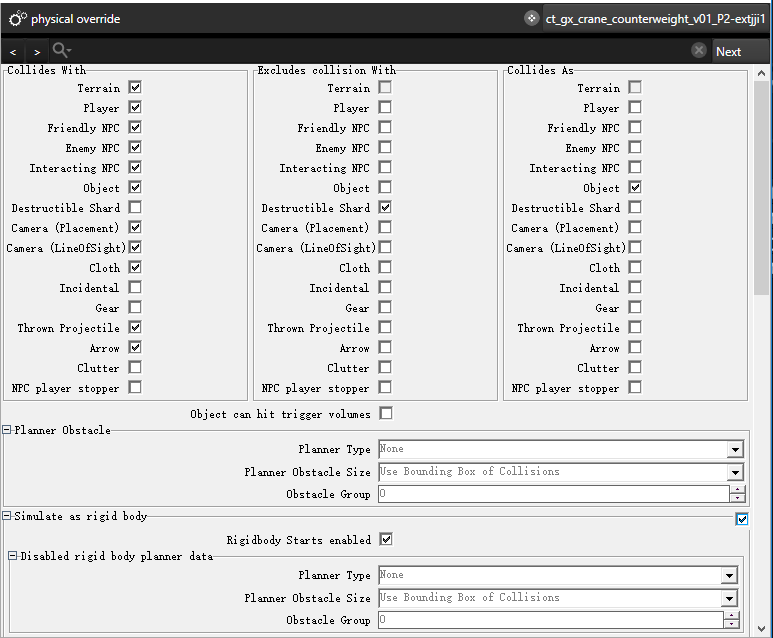 physical override
ct_gx_crane_counterweight_v01_P2-extjji1
< > Next
Collides With
Terrain
Player
Friendly NPC
Enemy NPC
Interacting NPC
Object
Destructible Shard
Camera (Placement)
Camera (LineOfSight)
Cloth
Incidental
Gear
Thrown Projectile
Arrow
Clutter
NPC player stopper
Excludes collision With
Terrain
Player
Friendly NPC
Enemy NPC
Interacting NPC
Object
Destructible Shard
Camera (Placement)
Camera (LineOfSight)
Cloth
Incidental
Gear
Thrown Projectile
Arrow
Clutter
NPC player stopper
Collides As
Terrain
Player
Friendly NPC
Enemy NPC
Interacting NPC
Object
Destructible Shard
Camera (Placement)
Camera (LineOfSight)
Cloth
Incidental
Gear
Thrown Projectile
Arrow
Clutter
NPC player stopper
Object can hit trigger volumes
Planner Obstacle
Planner Type None
Planner Obstacle Size Use Bounding Box of Collisions
Obstacle Group 0
Simulate as rigid body
Rigidbody Starts enabled
Disabled rigid body planner data
Planner Type None
Planner Obstacle Size Use Bounding Box of Collisions
Obstacle Group 0